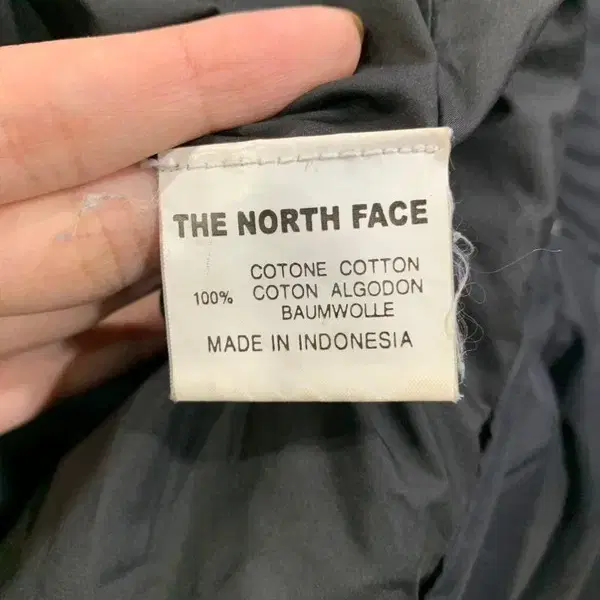 THE NORTH FACE
COTONE COTTON
100% COTON ALGODON
BAUMWOLLE
MADE IN INDONESIA